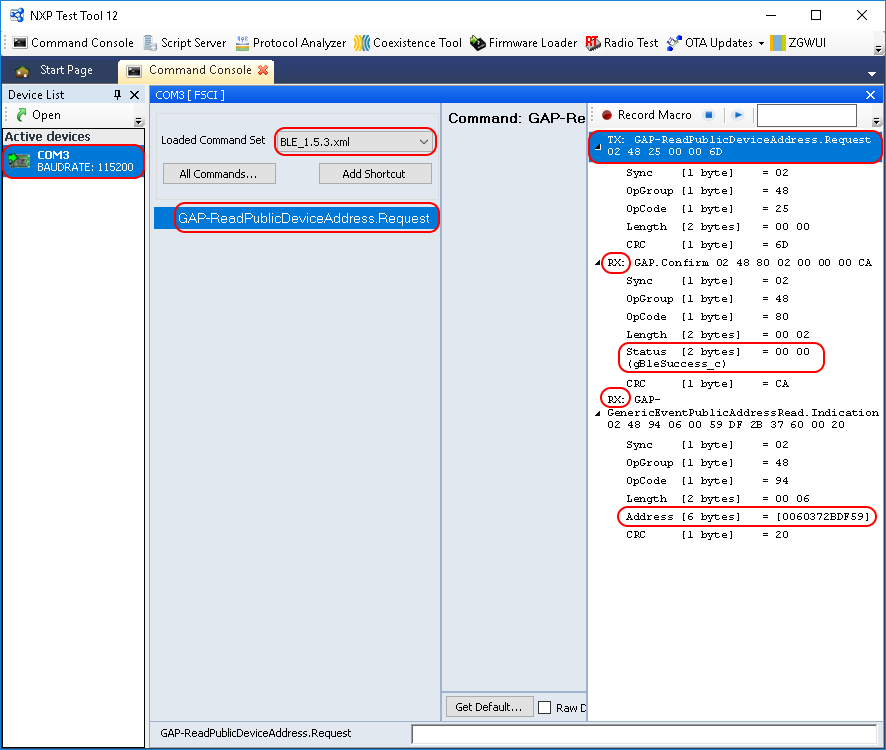 NXP Test Tool 12
Command Console Script Server Protocol Analyzer Coexistence Tool Firmware Loader Radio Test OTA Updates ZGWUI
Start Page Command Console
Device List
Open
Active devices
COM3
BAUDRATE: 115200
COM3 [ FSCI ]
Loaded Command Set BLE_1.5.3.xml
All Commands... Add Shortcut
GAP-ReadPublicDeviceAddress.Request
Command: GAP-Re
Get Default... Raw D
GAP-ReadPublicDeviceAddress.Request
Record Macro
TX: GAP-ReadPublicDeviceAddress.Request
02 48 25 00 00 6D
Sync [1 byte] = 02
OpGroup [1 byte] = 48
OpCode [1 byte] = 25
Length [2 bytes] = 00 00
CRC [1 byte] = 6D
RX: GAP.Confirm 02 48 80 02 00 00 00 CA
Sync [1 byte] = 02
OpGroup [1 byte] = 48
OpCode [1 byte] = 80
Length [2 bytes] = 00 02
Status [2 bytes] = 00 00
(gBleSuccess_c)
CRC [1 byte] = CA
RX: GAP-
GenericEventPublicAddressRead.Indication
02 48 94 06 00 59 DF 2B 37 60 00 20
Sync [1 byte] = 02
OpGroup [1 byte] = 48
OpCode [1 byte] = 94
Length [2 bytes] = 00 06
Address [6 bytes] = [0060372BDF59]
CRC [1 byte] = 20